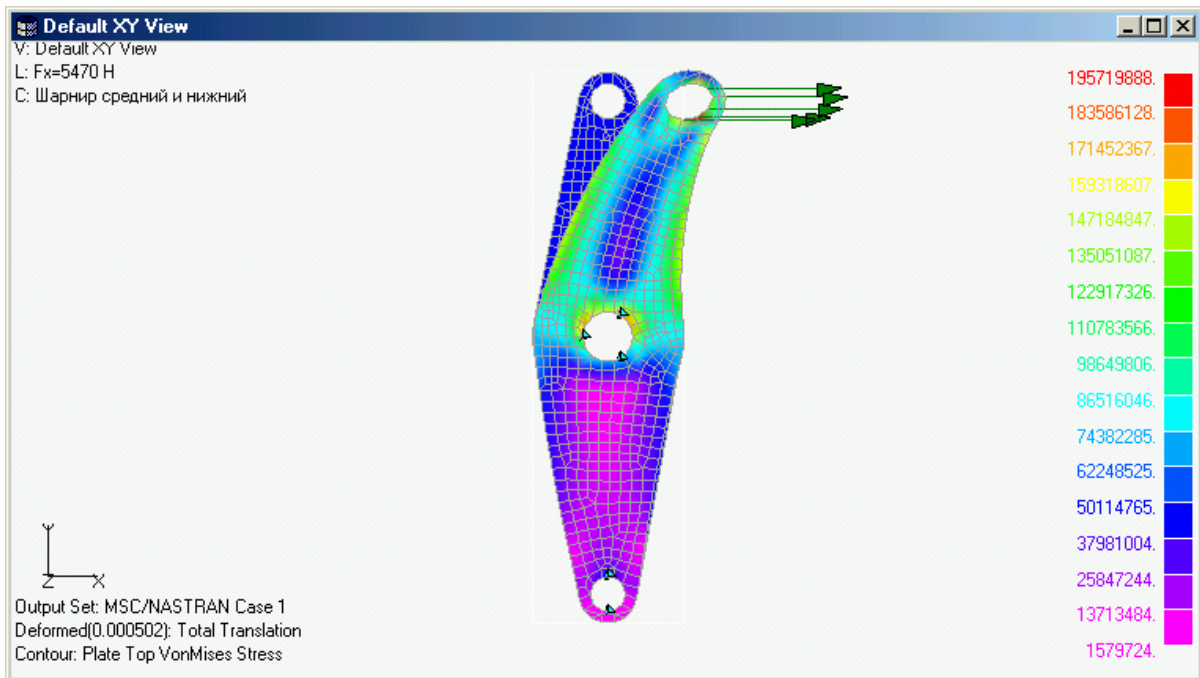 Default XY View
V: Default XY View
L: Fx=5470 H
C: Шарнир средний и нижний
195719888.
183586128.
171452367.
159318607.
147184847.
135051087.
122917326.
110783566.
98649806.
86516046.
74382285.
62248525.
50114765.
37981004.
25847244.
13713484.
1579724.
Y
Z X
Output Set: MSC/NASTRAN Case 1
Deformed(0.000502): Total Translation
Contour: Plate Top VonMises Stress